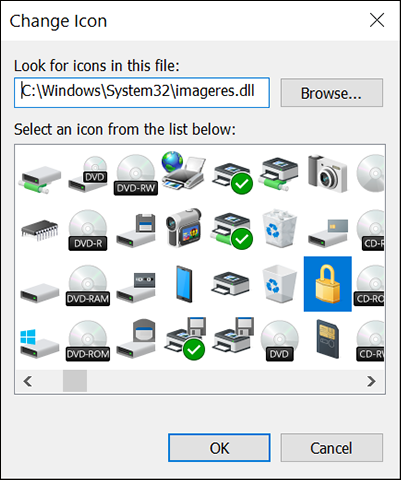 Change Icon
Look for icons in this file:
C:\Windows\System32\imageres.dll
Browse...
Select an icon from the list below:
DVD
DVD-RW
DVD-R
CD-R
DVD-RAM
CD-RO
DVD-ROM
DVD
CD-RW
OK
Cancel